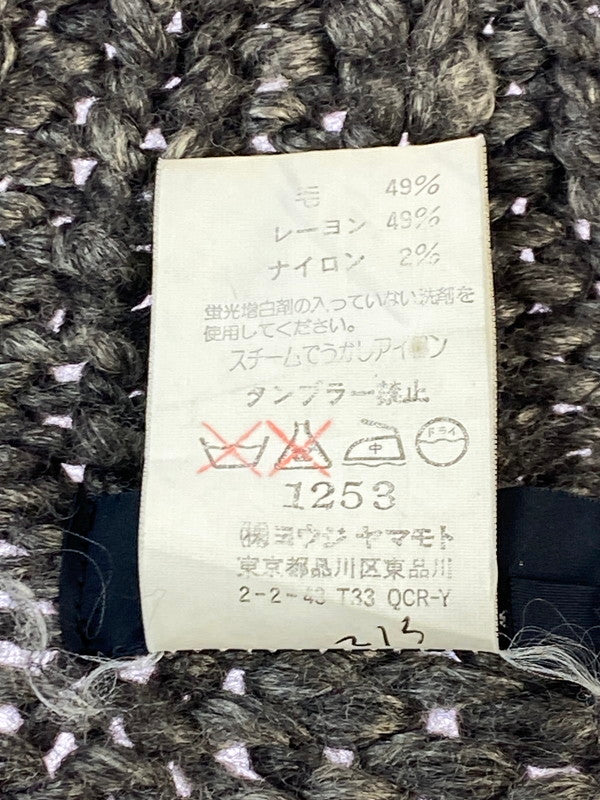 毛 49%
レーヨン 49%
ナイロン 2%
蛍光増白剤の入っていない洗剤を
使用してください。
スチームでうかしアイロン
タンブラー禁止
中 ドライ
1253
㈱ヨウジヤマモト
東京都品川区東品川
2-2-43 T33 QCR-Y